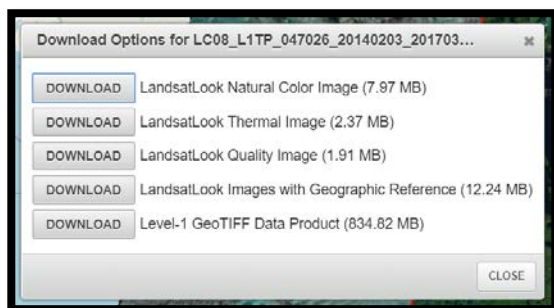 Download Options for LC08_L1TP_047026_20140203_201703...
DOWNLOAD LandsatLook Natural Color Image (7.97 MB)
DOWNLOAD LandsatLook Thermal Image (2.37 MB)
DOWNLOAD LandsatLook Quality Image (1.91 MB)
DOWNLOAD LandsatLook Images with Geographic Reference (12.24 MB)
DOWNLOAD Level-1 GeoTIFF Data Product (834.82 MB)
CLOSE